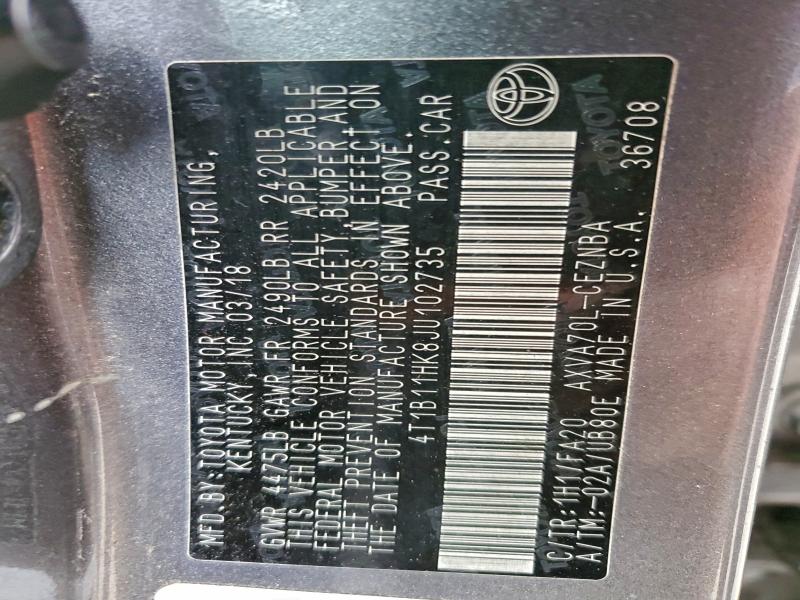 MFD.BY:TOYOTA MOTOR MANUFACTURING,
KENTUCKY, INC.03/18
GVWR 4475LB GAWR FR 2490LB RR 2420LB
THIS VEHICLE CONFORMS TO ALL APPLICABLE
FEDERAL MOTOR VEHICLE SAFETY, BUMPER, AND
THEFT PREVENTION STANDARDS IN EFFECT ON
THE DATE OF MANUFACTURE SHOWN ABOVE.
4T1B11HK8JU102735 PASS.CAR
C/TR:1H1/FA20 AXVA70L-CEZNBA
A/TM:-02A/UB80E MADE IN U.S.A. 36708
TOYOTA